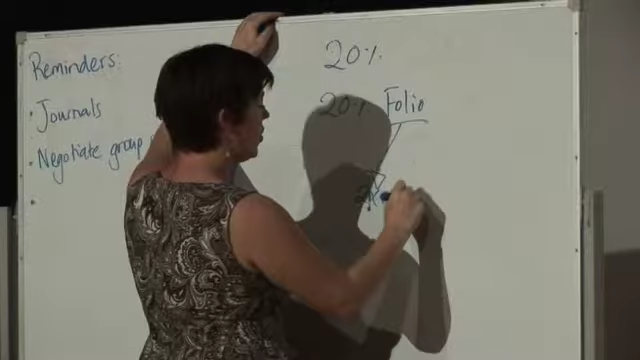 Reminders:
· Journals
· Negotiate group
·
20%
20% Folio